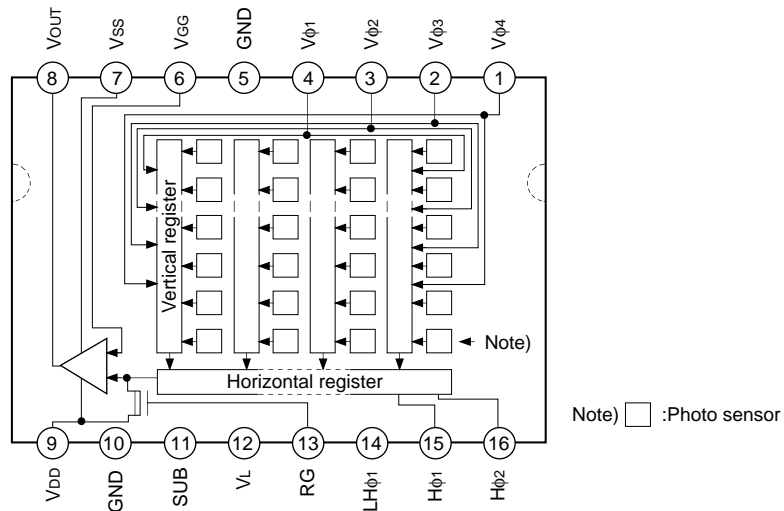 VOUT VSS VGG GND Vϕ1 Vϕ2 Vϕ3 Vϕ4
8 7 6 5 4 3 2 1
Vertical register
Note)
Horizontal register
Note) :Photo sensor
9 10 11 12 13 14 15 16
VDD GND SUB VL RG LHϕ1 Hϕ1 Hϕ2